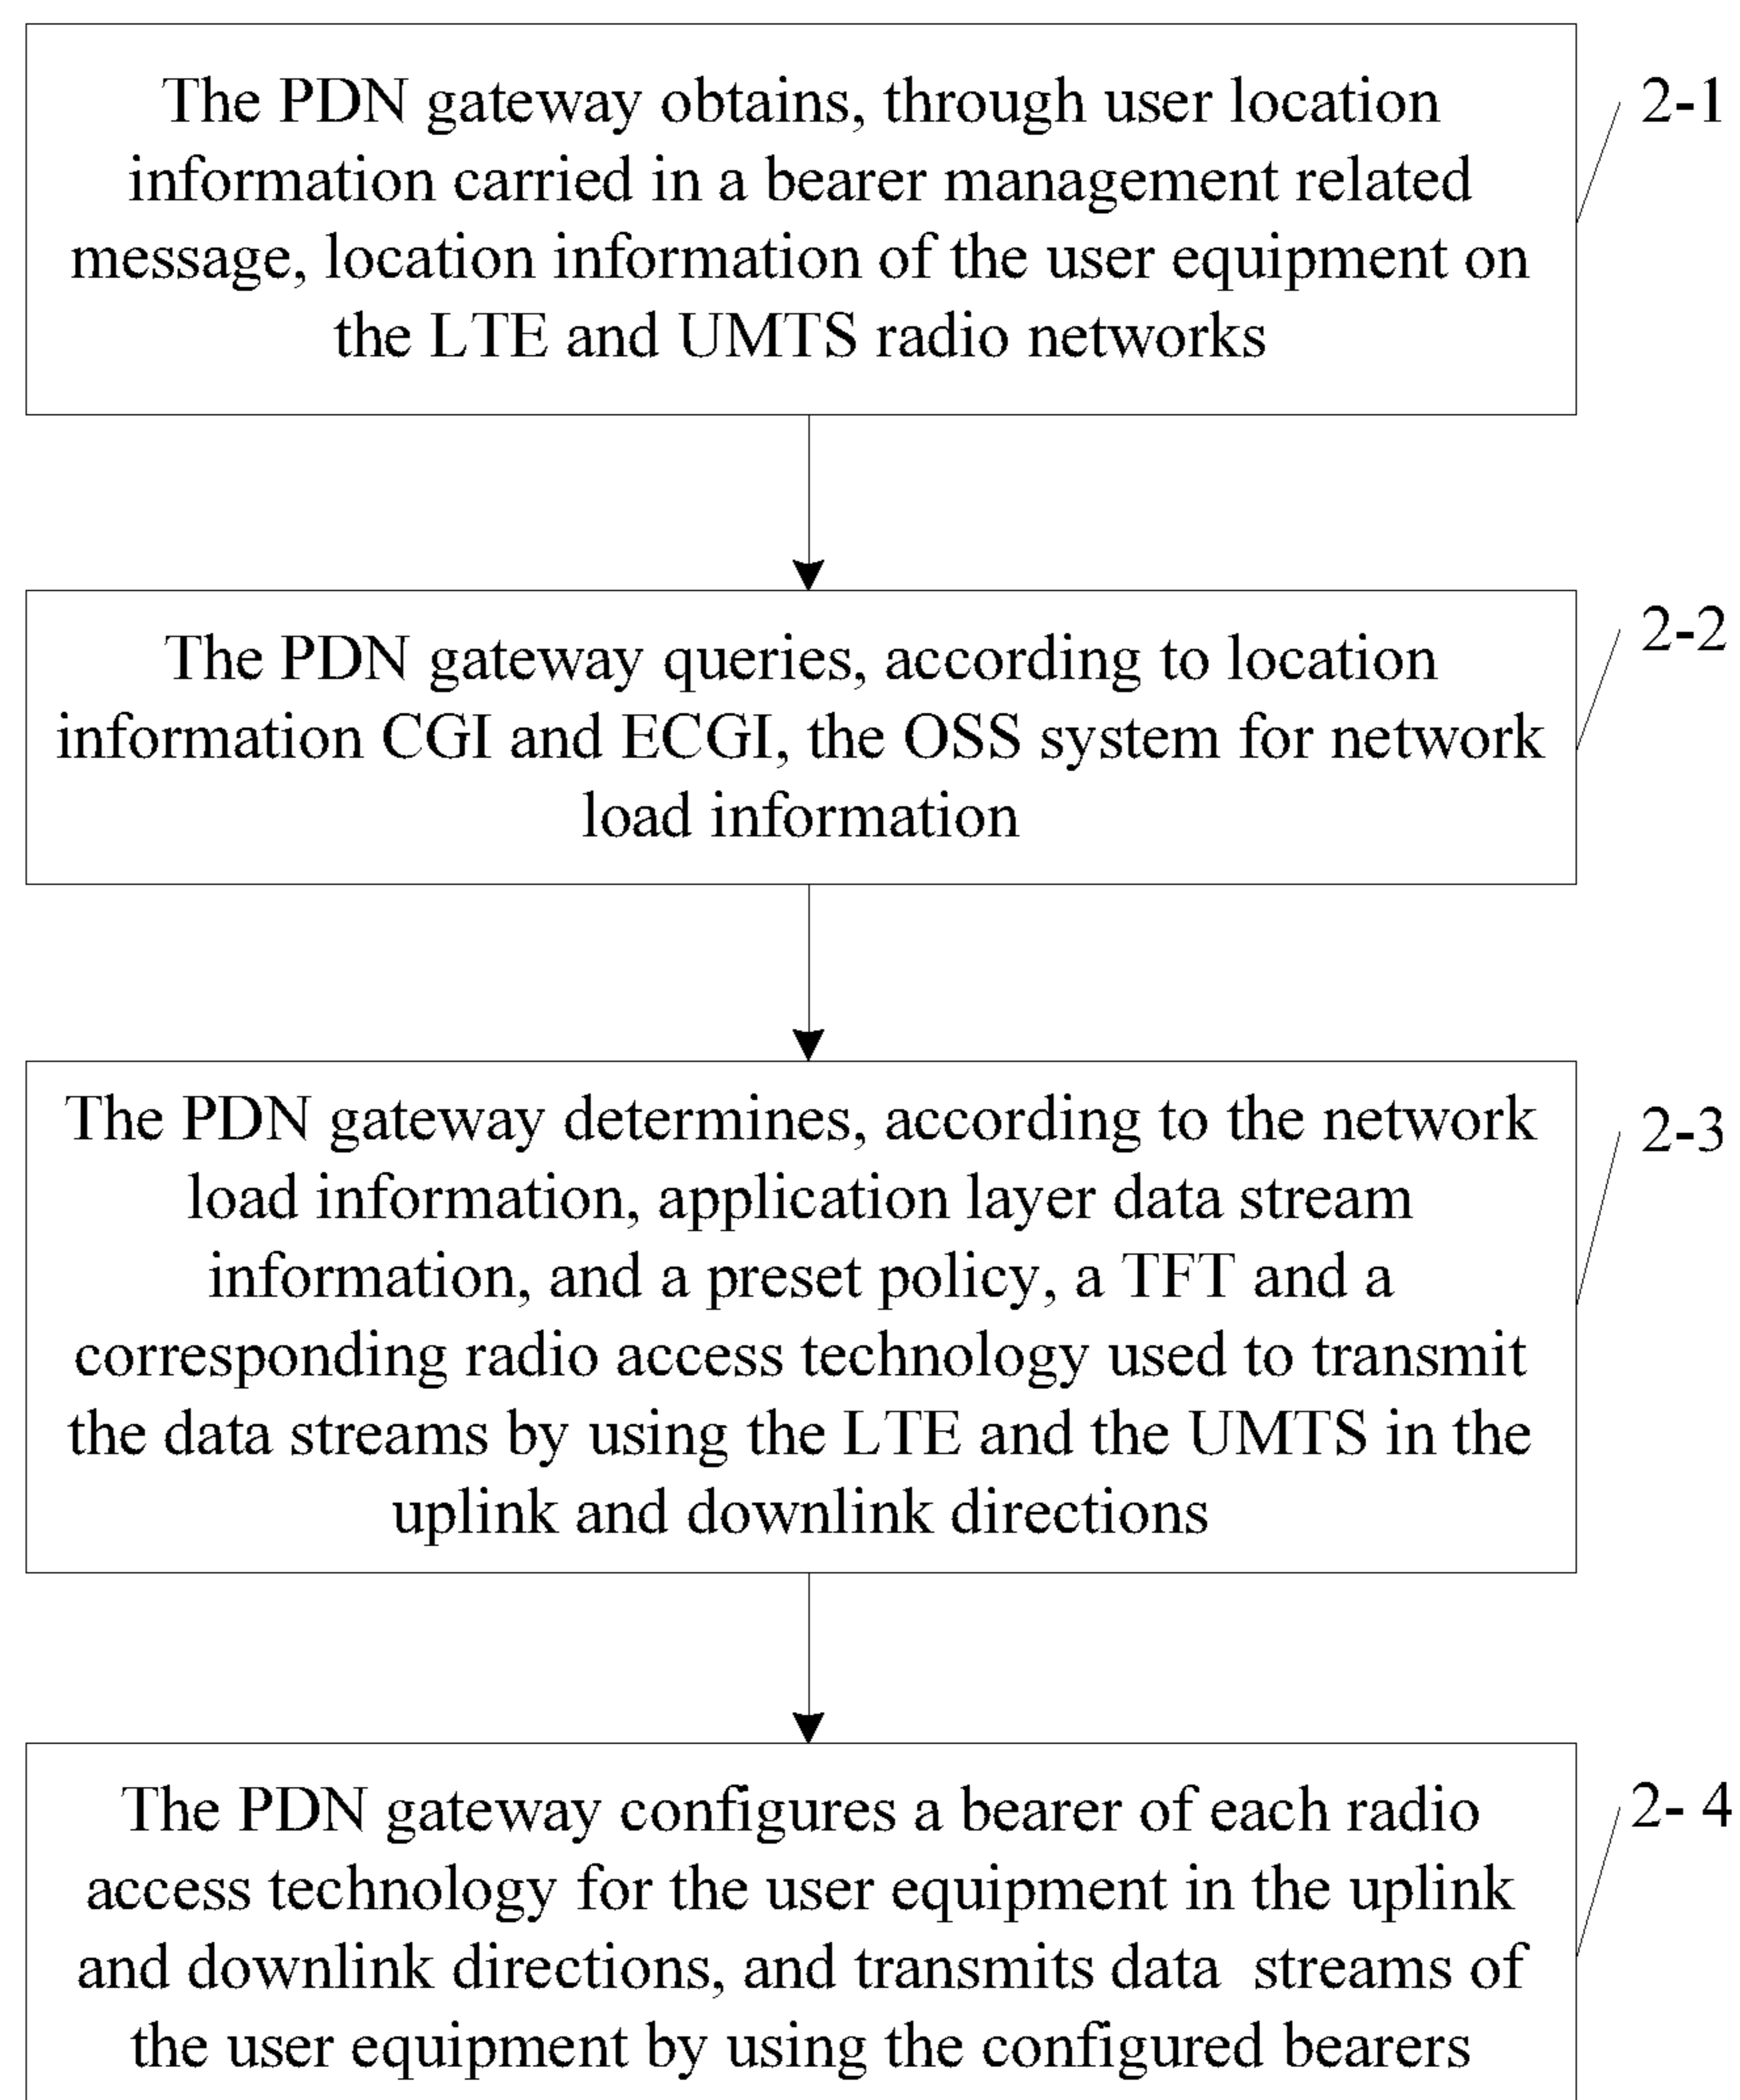 The PDN gateway obtains, through user location
information carried in a bearer management related
message, location information of the user equipment on
the LTE and UMTS radio networks
2-1
The PDN gateway queries, according to location
information CGI and ECGI, the OSS system for network
load information
2-2
The PDN gateway determines, according to the network
load information, application layer data stream
information, and a preset policy, a TFT and a
corresponding radio access technology used to transmit
the data streams by using the LTE and the UMTS in the
uplink and downlink directions
2-3
The PDN gateway configures a bearer of each radio
access technology for the user equipment in the uplink
and downlink directions, and transmits data  streams of
the user equipment by using the configured bearers
2- 4